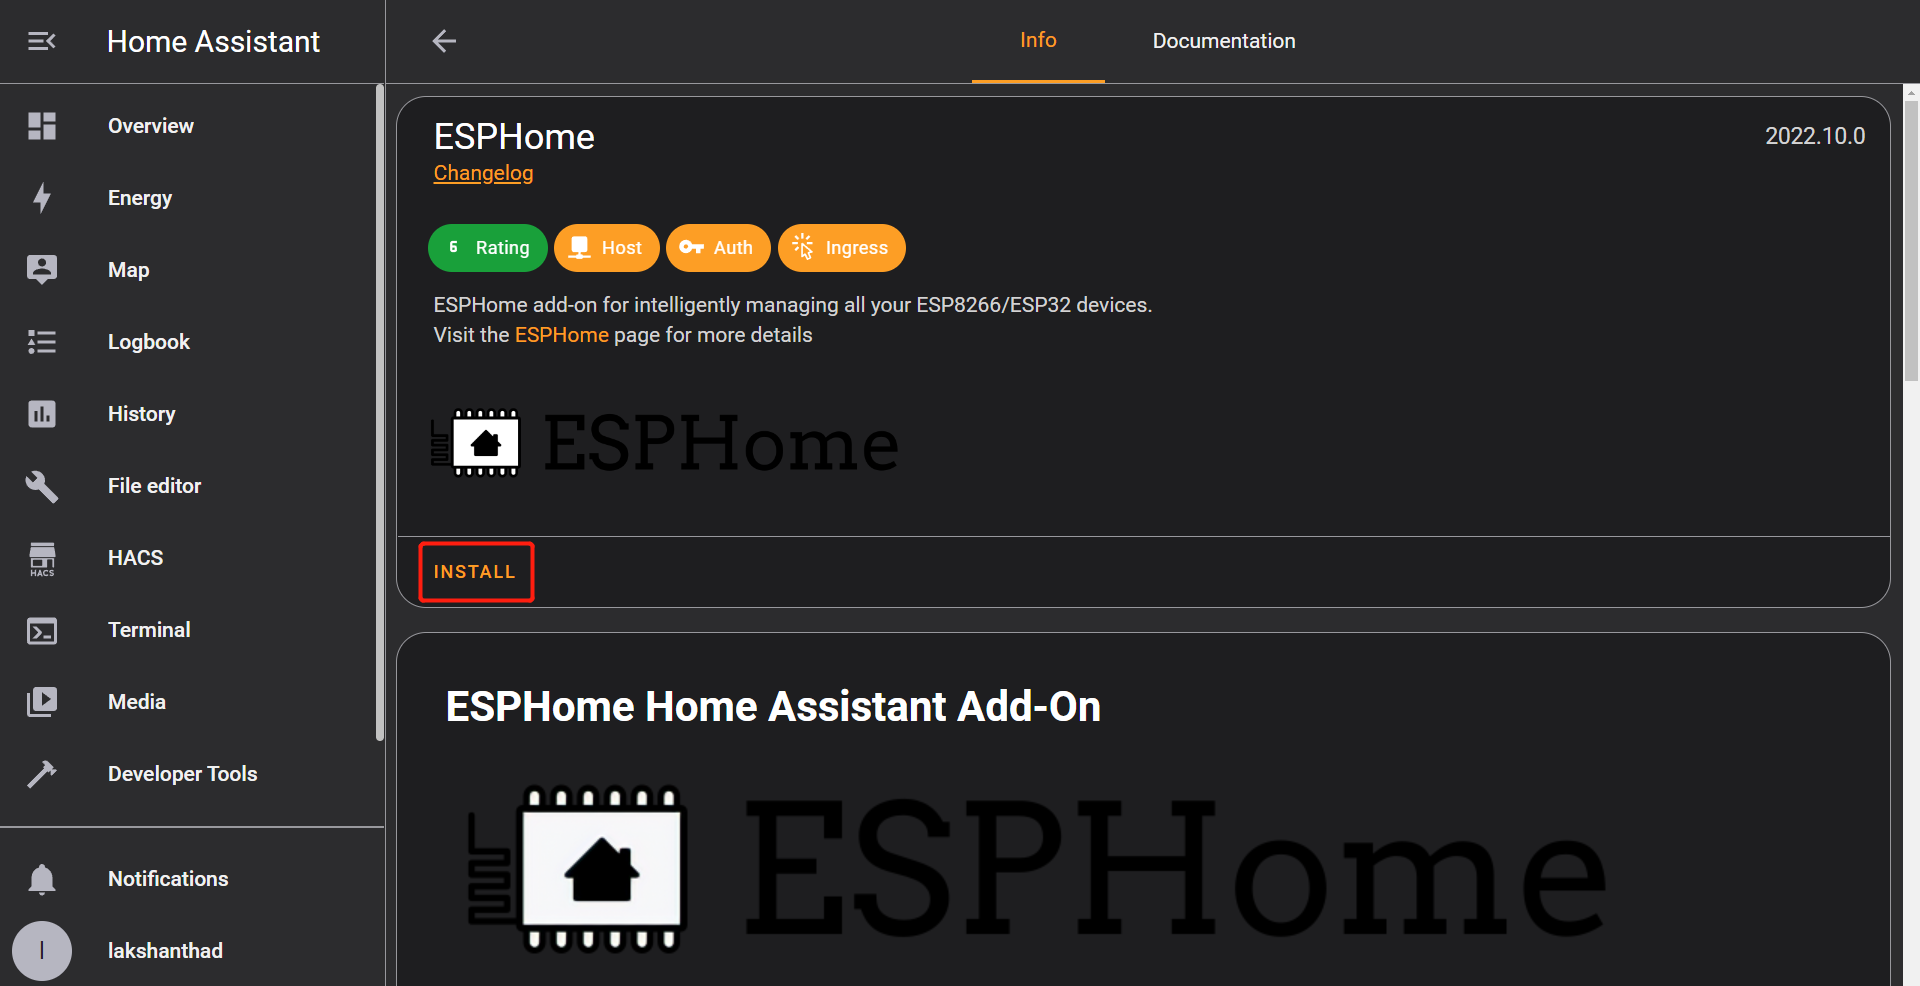 Home Assistant
Info
Documentation
Overview
Energy
Map
Logbook
History
File editor
HACS
HACS
Terminal
Media
Developer Tools
Notifications
l
lakshanthad
ESPHome
2022.10.0
Changelog
6 Rating
Host
Auth
Ingress
ESPHome add-on for intelligently managing all your ESP8266/ESP32 devices.
Visit the ESPHome page for more details
ESPHome
INSTALL
ESPHome Home Assistant Add-On
ESPHome